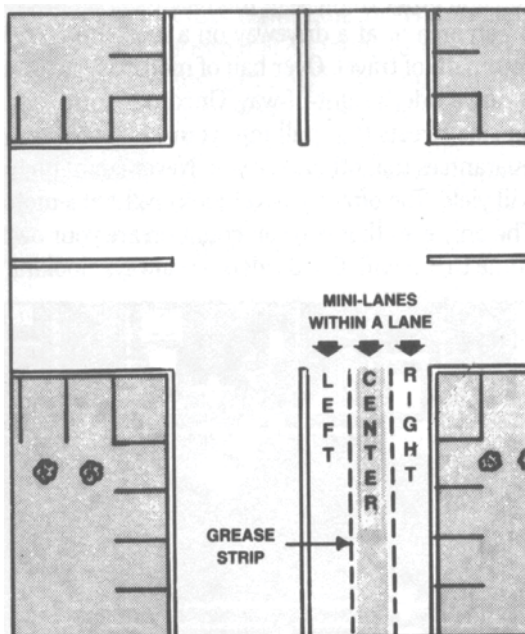 MINI-LANES
WITHIN A LANE
LEFT
CENTER
RIGHT
GREASE
STRIP